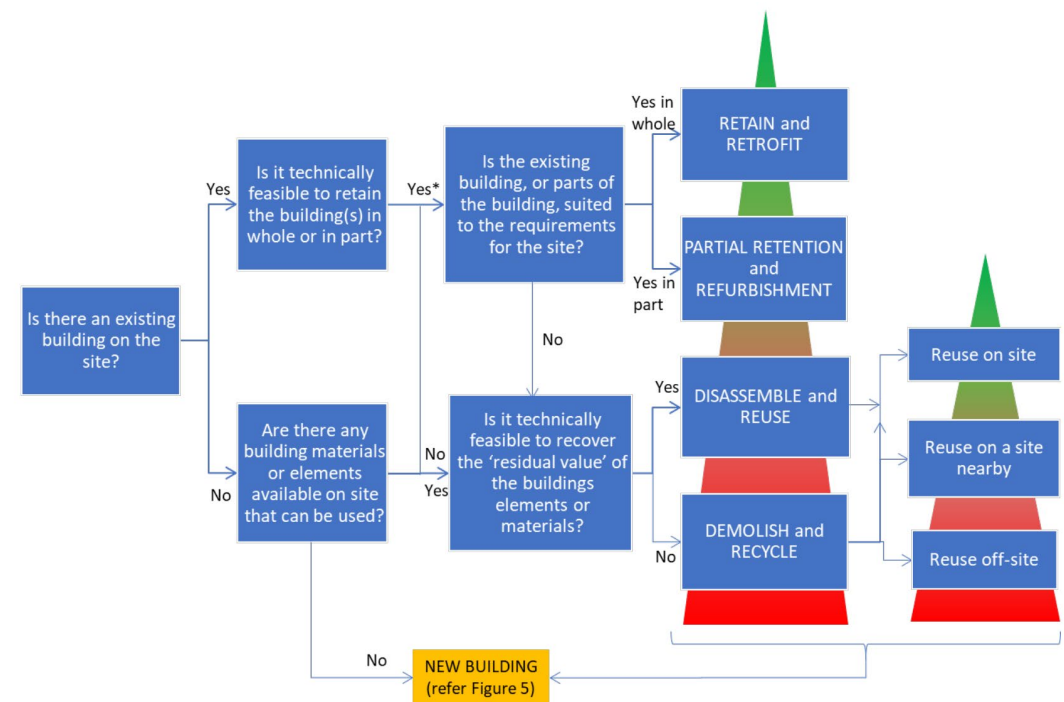 Is there an existing
building on the
site?
Yes
No
Is it technically
feasible to retain
the building(s) in
whole or in part?
Are there any
building materials
or elements
available on site
that can be used?
Yes*
No
Yes
No
Is the existing
building, or parts of
the building, suited
to the requirements
for the site?
No
Is it technically
feasible to recover
the ‘residual value’ of
the buildings
elements or
materials?
Yes in
whole
Yes in
part
Yes
No
RETAIN and
RETROFIT
PARTIAL RETENTION
and
REFURBISHMENT
DISASSEMBLE and
REUSE
DEMOLISH and
RECYCLE
Reuse on site
Reuse on a site
nearby
Reuse off-site
NEW BUILDING
(refer Figure 5)